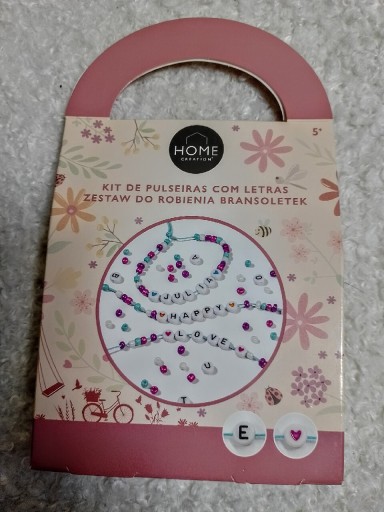 HOME
CREATION
5+
KIT DE PULSEIRAS COM LETRAS
ZESTAW DO ROBIENIA BRANSOLETEK
JULIA
HAPPY
LOVE
B
U
T
E